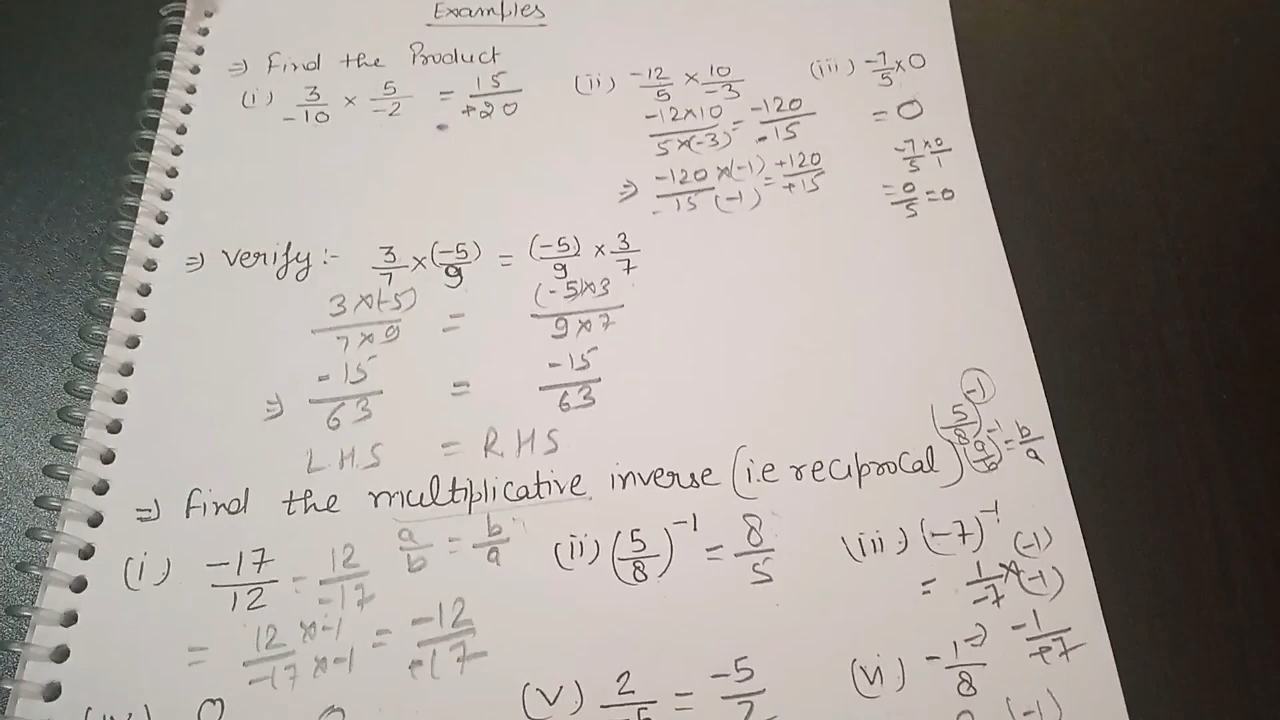 Examples
⇒ Find the Product
(i) 3/-10 × 5/-2 = 15/+20
(ii) -12/5 × 10/-3
-12×10/5×(-3) = -120/-15
⇒ -120/-15 ×(-1)/(-1) = +120/+15
(iii) -7/5 × 0
= 0
-7/5 × 0/1
= 0/5 = 0
⇒ Verify:- 3/7 × (-5)/9 = (-5)/9 × 3/7
3×(-5)/7×9 = (-5)×3/9×7
⇒ -15/63 = -15/63
LHS = RHS
⇒ Find the multiplicative inverse (i.e reciprocal)
(5/8)^-1
(a/b)^-1 = b/a
(i) -17/12 = 12/-17
a/b = b/a
= 12×-1/-17×-1 = -12/+17
(ii) (5/8)^-1 = 8/5
(iii) (-7)^-1
= 1/-7 × (-1)/(-1)
⇒ -1/+7
(iv)
(v) 2/-5 = -5/2
(vi) -1/8
(-1)